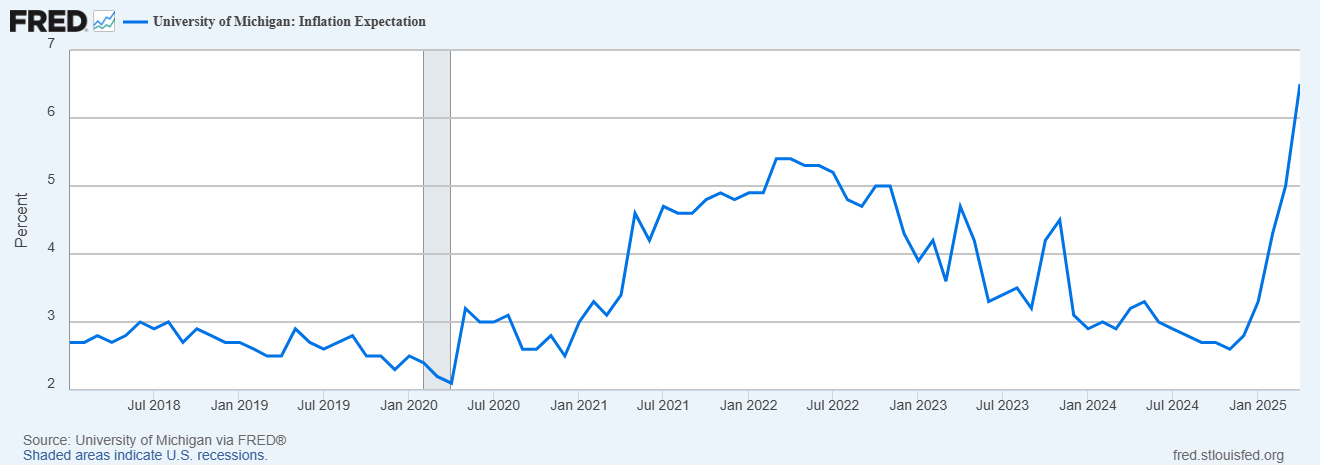 FRED® University of Michigan: Inflation Expectation
7
6
5
4
3
2
Percent
Jul 2018 Jan 2019 Jul 2019 Jan 2020 Jul 2020 Jan 2021 Jul 2021 Jan 2022 Jul 2022 Jan 2023 Jul 2023 Jan 2024 Jul 2024 Jan 2025
Source: University of Michigan via FRED®
Shaded areas indicate U.S. recessions.
fred.stlouisfed.org